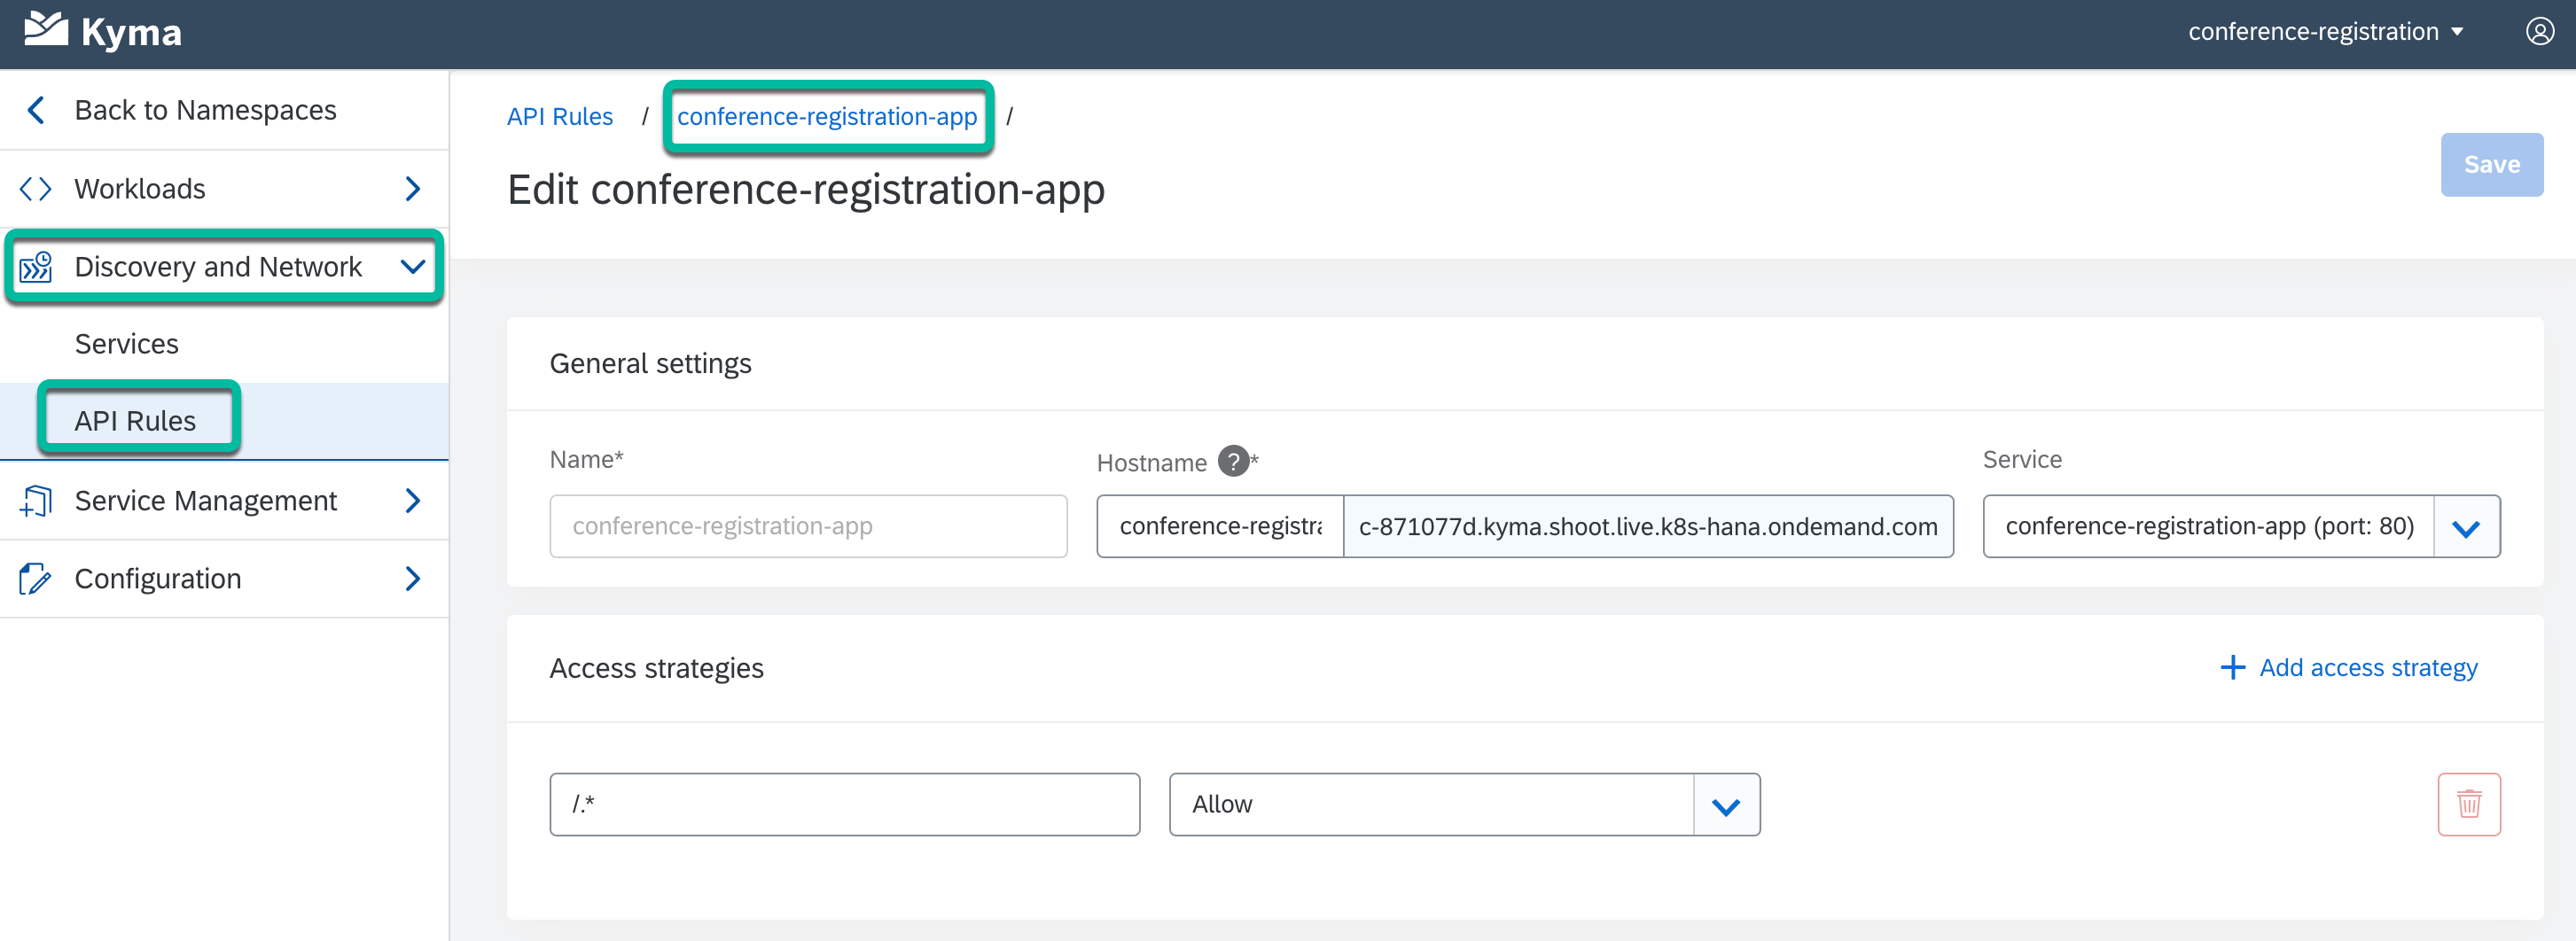 Kyma
conference-registration
Back to Namespaces
Workloads
Discovery and Network
Services
API Rules
Service Management
Configuration
API Rules / conference-registration-app /
Edit conference-registration-app
Save
General settings
Name*
Hostname ?*
Service
conference-registration-app
conference-registra
c-871077d.kyma.shoot.live.k8s-hana.ondemand.com
conference-registration-app (port: 80)
Access strategies
+ Add access strategy
/.*
Allow